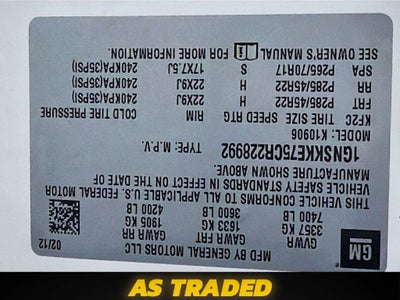 GM
MFD BY GENERAL MOTORS LLC
02/12
GVWR GAWR FRT GAWR RR
3357 KG 1633 KG 1905 KG
7400 LB 3600 LB 4200 LB
THIS VEHICLE CONFORMS TO ALL APPLICABLE U.S. FEDERAL MOTOR
VEHICLE SAFETY STANDARDS IN EFFECT ON THE DATE OF
MANUFACTURE SHOWN ABOVE.
1GNSKKE75CR228992 TYPE: M.P.V.
MODEL: K10906
KF2C TIRE SIZE SPEED RTG RIM COLD TIRE PRESSURE
FRT P285/45R22 H 22X9J 240KPA(35PSI)
RR P285/45R22 H 22X9J 240KPA(35PSI)
SPA P265/70R17 S 17X7.5J 240KPA(35PSI)
SEE OWNER'S MANUAL FOR MORE INFORMATION.
AS TRADED